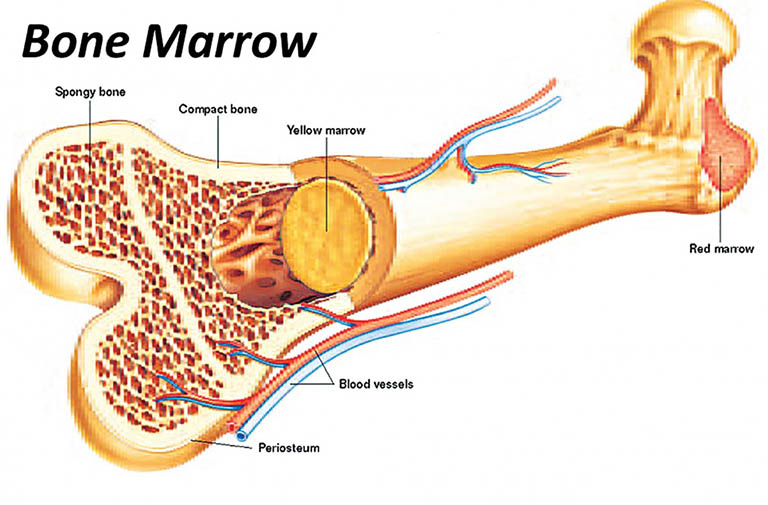 Bone Marrow
Spongy bone
Compact bone
Yellow marrow
Red marrow
Blood vessels
Periosteum